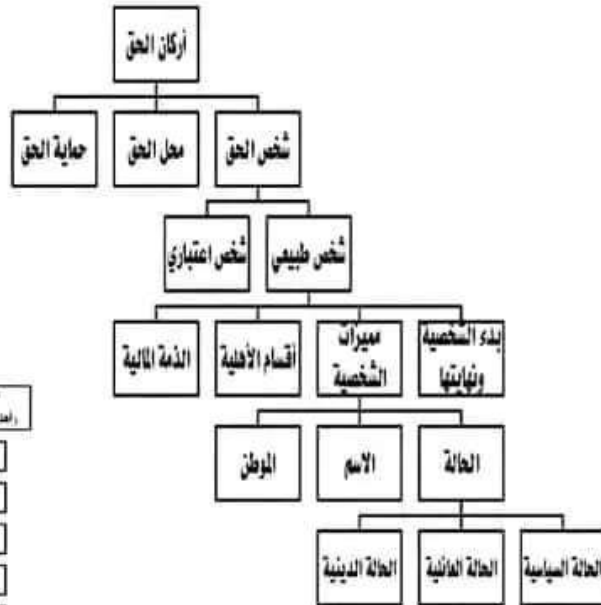 أركان الحق
شخص الحق
محل الحق
حماية الحق
شخص طبيعي
شخص اعتباري
بدء الشخصية
ونهايتها
مميزات
الشخصية
أقسام الأهلية
الذمة المالية
الحالة
الاسم
الموطن
الحالة السياسية
الحالة العائلية
الحالة الدينية